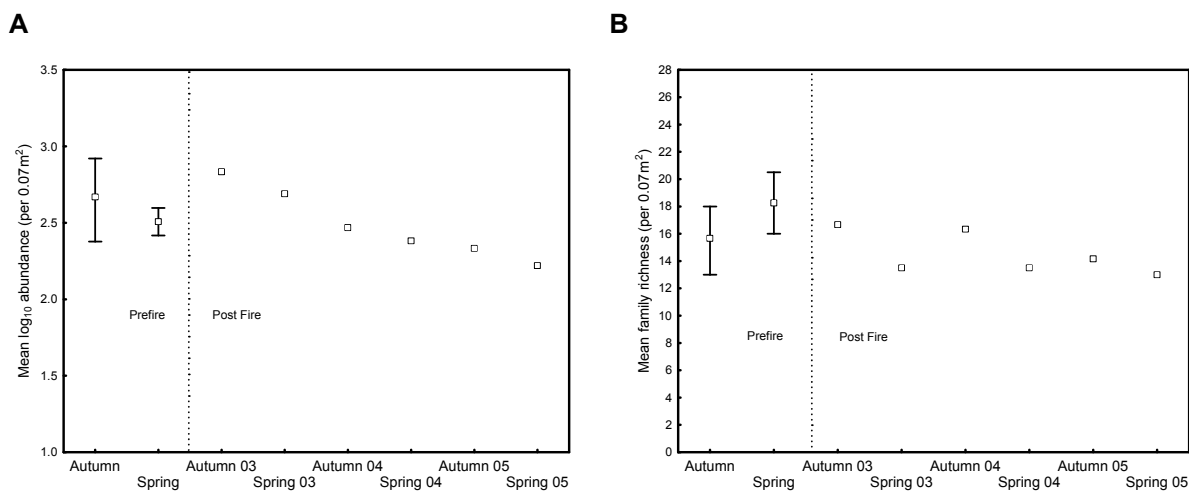 A
Mean log₁₀ abundance (per 0.07m²)
3.5
3.0
2.5
2.0
1.5
1.0
Prefire
Post Fire
Autumn
Spring
Autumn 03
Spring 03
Autumn 04
Spring 04
Autumn 05
Spring 05
B
Mean family richness (per 0.07m²)
28
26
24
22
20
18
16
14
12
10
8
6
4
2
0
Prefire
Post Fire
Autumn
Spring
Autumn 03
Spring 03
Autumn 04
Spring 04
Autumn 05
Spring 05